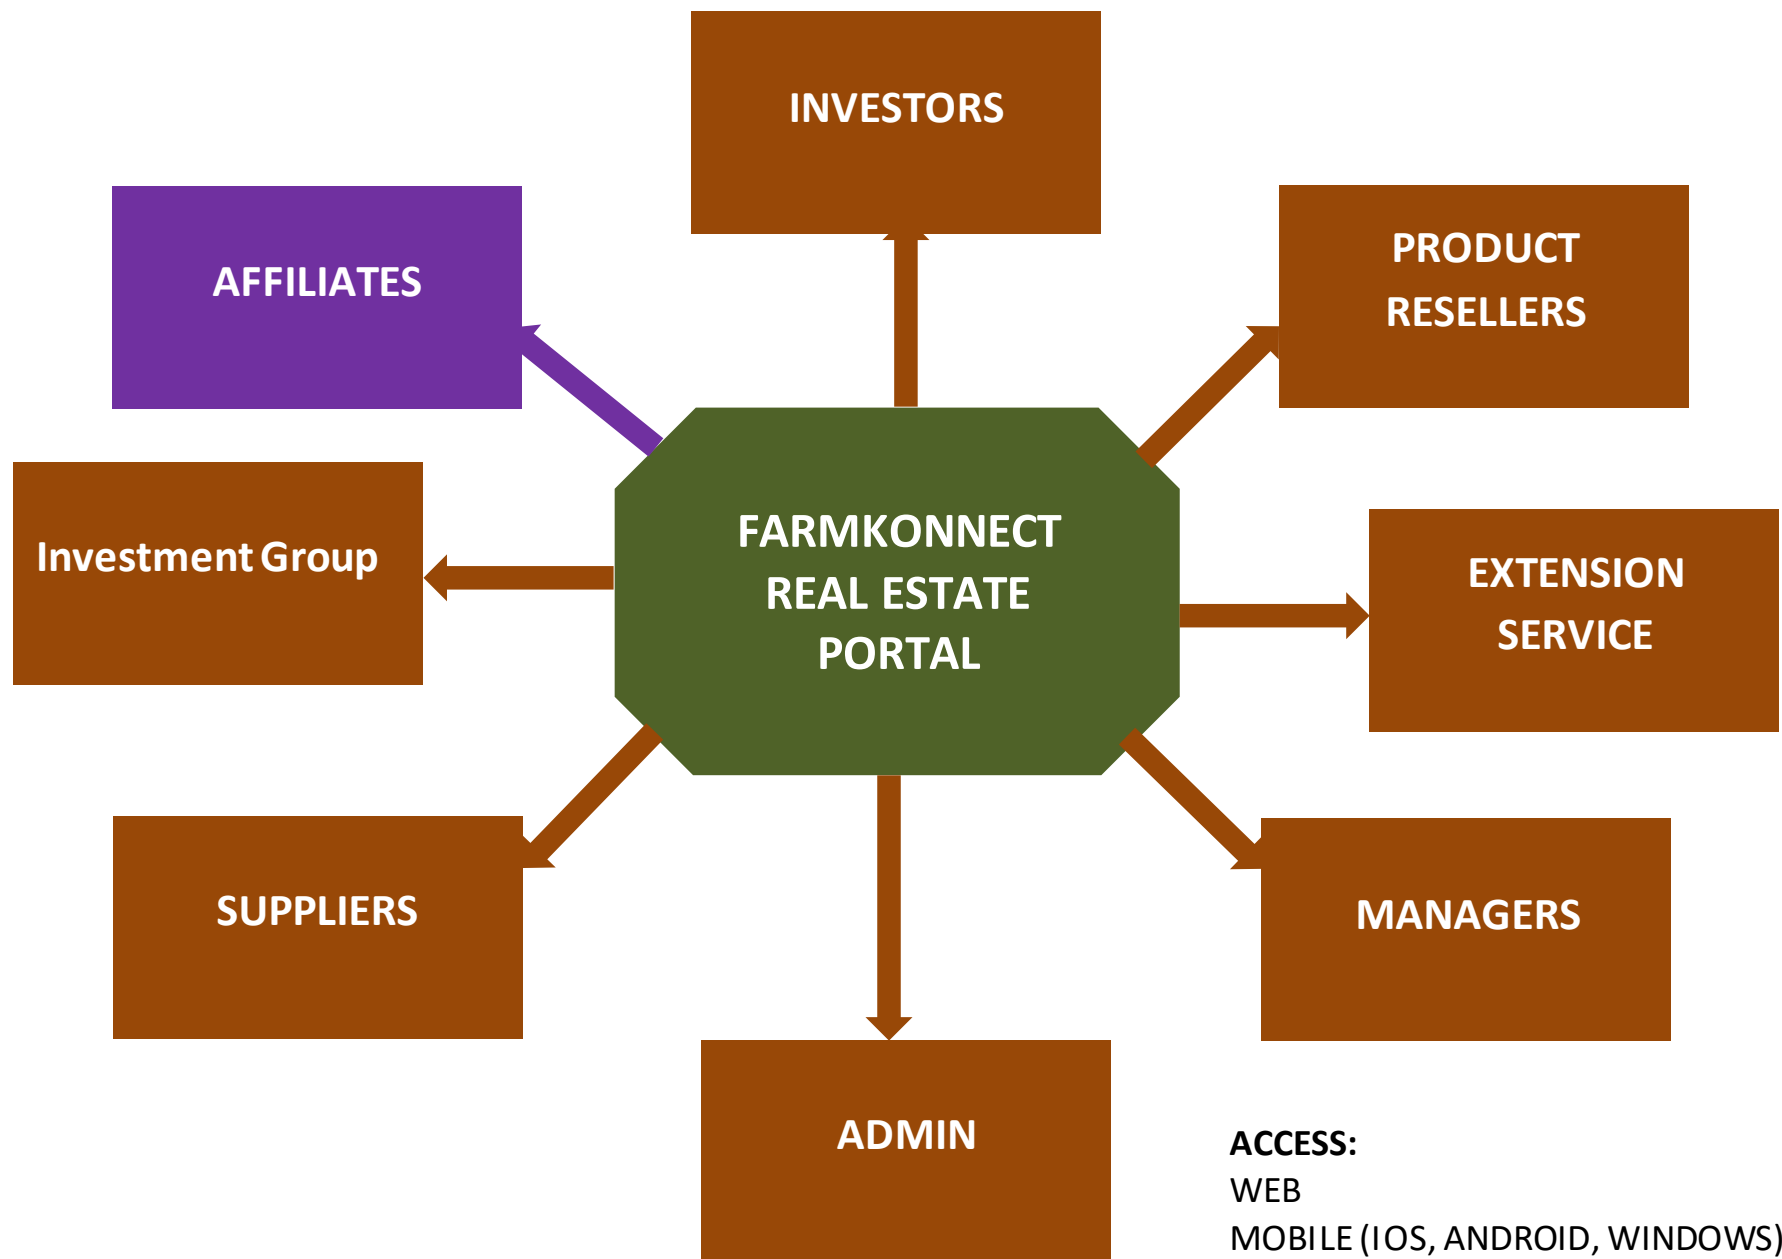 INVESTORS
AFFILIATES
PRODUCT
RESELLERS
Investment Group
FARMKONNECT
REAL ESTATE
PORTAL
EXTENSION
SERVICE
SUPPLIERS
MANAGERS
ADMIN
ACCESS:
WEB
MOBILE (IOS, ANDROID, WINDOWS)